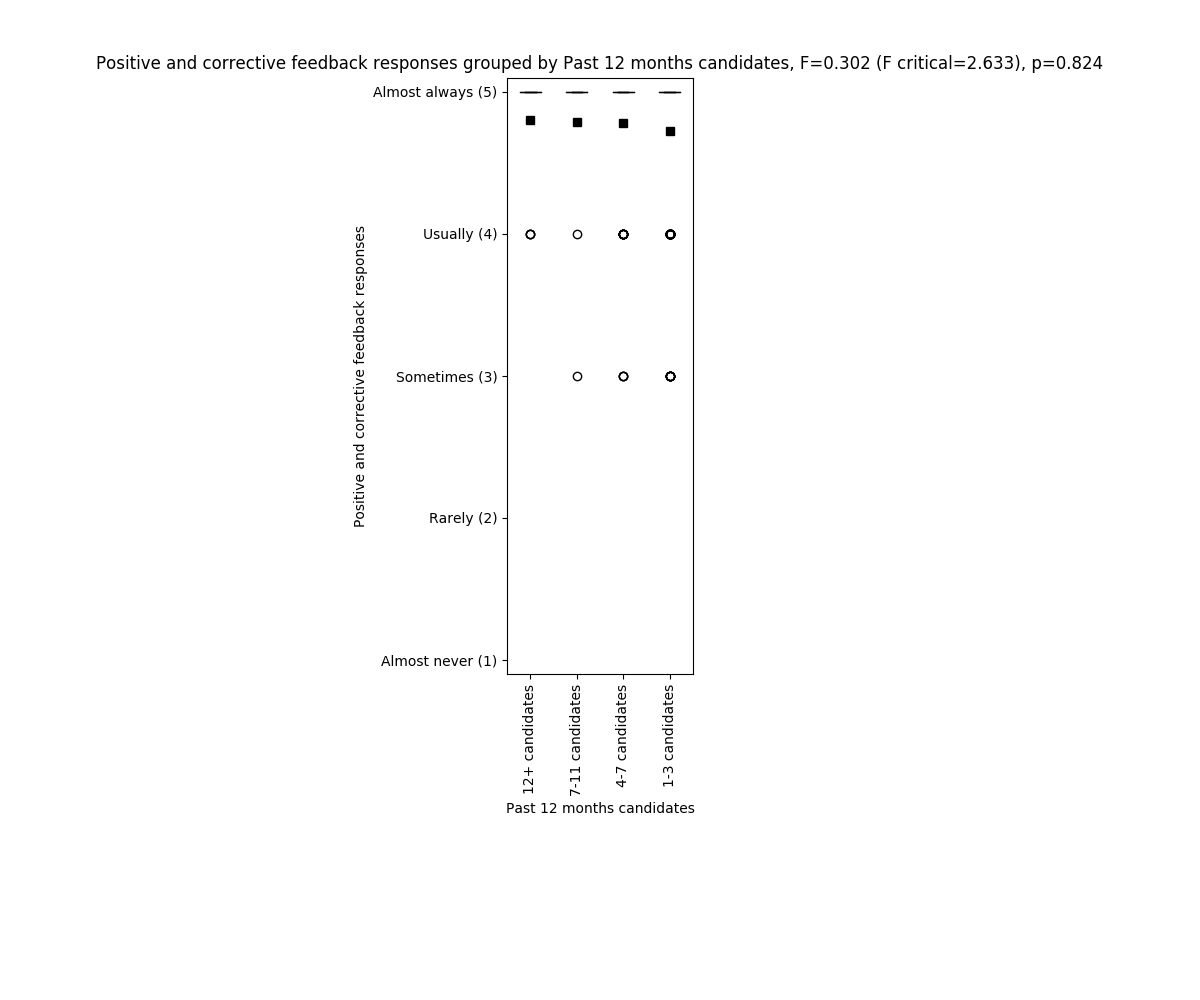 Positive and corrective feedback responses grouped by Past 12 months candidates, F=0.302 (F critical=2.633), p=0.824
Almost always (5)
Usually (4)
Sometimes (3)
Rarely (2)
Almost never (1)
Positive and corrective feedback responses
12+ candidates
7-11 candidates
4-7 candidates
1-3 candidates
Past 12 months candidates